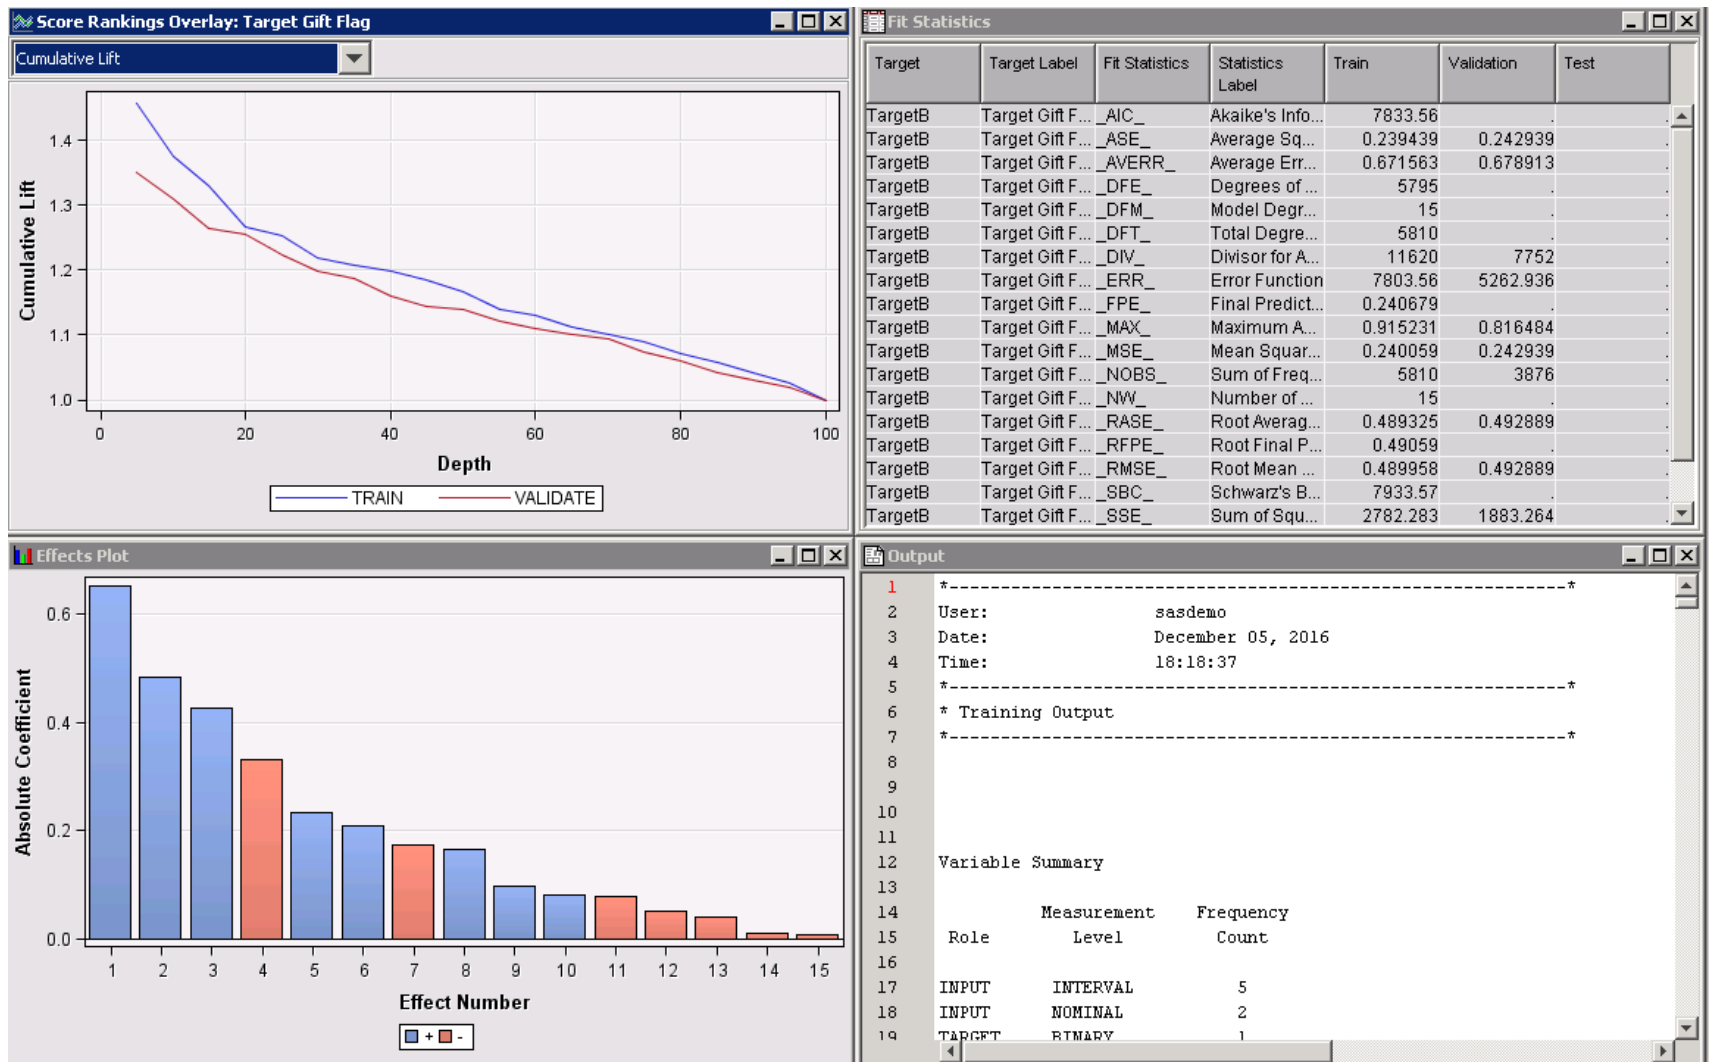 Score Rankings Overlay: Target Gift Flag
Cumulative Lift
Cumulative Lift
1.4
1.3
1.2
1.1
1.0
0 20 40 60 80 100
Depth
TRAIN VALIDATE
Fit Statistics
Target Target Label Fit Statistics Statistics Label Train Validation Test
TargetB Target Gift F... _AIC_ Akaike's Info... 7833.56 . .
TargetB Target Gift F... _ASE_ Average Sq... 0.239439 0.242939 .
TargetB Target Gift F... _AVERR_ Average Err... 0.671563 0.678913 .
TargetB Target Gift F... _DFE_ Degrees of ... 5795 . .
TargetB Target Gift F... _DFM_ Model Degr... 15 . .
TargetB Target Gift F... _DFT_ Total Degre... 5810 . .
TargetB Target Gift F... _DIV_ Divisor for A... 11620 7752 .
TargetB Target Gift F... _ERR_ Error Function 7803.56 5262.936 .
TargetB Target Gift F... _FPE_ Final Predict... 0.240679 . .
TargetB Target Gift F... _MAX_ Maximum A... 0.915231 0.816484 .
TargetB Target Gift F... _MSE_ Mean Squar... 0.240059 0.242939 .
TargetB Target Gift F... _NOBS_ Sum of Freq... 5810 3876 .
TargetB Target Gift F... _NW_ Number of ... 15 . .
TargetB Target Gift F... _RASE_ Root Averag... 0.489325 0.492889 .
TargetB Target Gift F... _RFPE_ Root Final P... 0.49059 . .
TargetB Target Gift F... _RMSE_ Root Mean ... 0.489958 0.492889 .
TargetB Target Gift F... _SBC_ Schwarz's B... 7933.57 . .
TargetB Target Gift F... _SSE_ Sum of Squ... 2782.283 1883.264 .
Effects Plot
Absolute Coefficient
0.6
0.4
0.2
0.0
1 2 3 4 5 6 7 8 9 10 11 12 13 14 15
Effect Number
+ -
Output
1 *------------------------------------------------------------*
2 User: sasdemo
3 Date: December 05, 2016
4 Time: 18:18:37
5 *------------------------------------------------------------*
6 * Training Output
7 *------------------------------------------------------------*
8
9
10
11
12 Variable Summary
13
14 Measurement Frequency
15 Role Level Count
16
17 INPUT INTERVAL 5
18 INPUT NOMINAL 2
19 TARGET BINARY 1